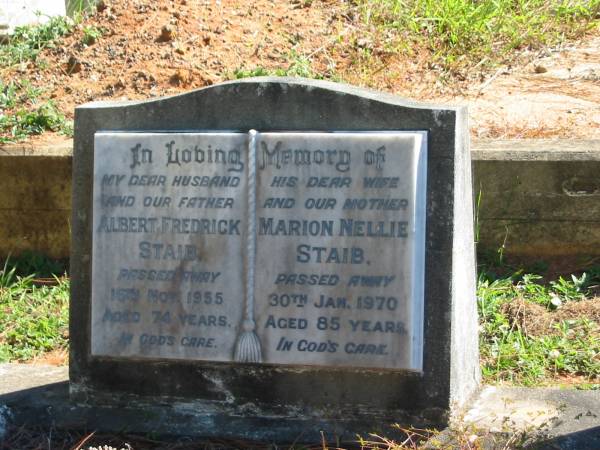 In Loving Memory of
MY DEAR HUSBAND
AND OUR FATHER
ALBERT FREDRICK
STAIB.
PASSED AWAY
Nov. 1955
AGED 74 YEARS.
IN GOD'S CARE.
HIS DEAR WIFE
AND OUR MOTHER
MARION NELLIE
STAIB.
PASSED AWAY
30TH JAN. 1970
AGED 85 YEARS.
IN GOD'S CARE.